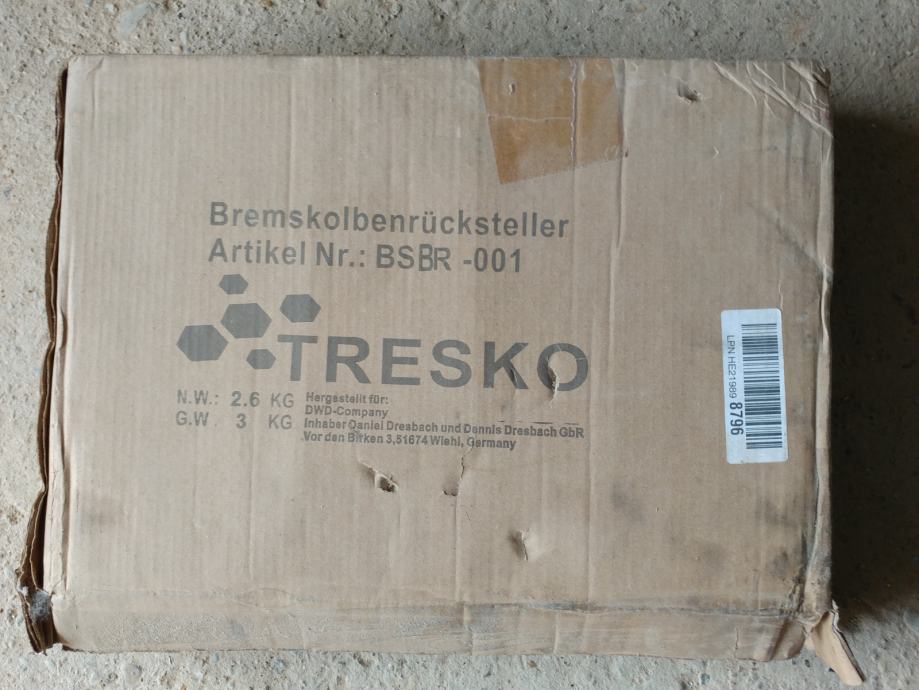 Bremskolbenrücksteller
Artikel Nr.: BSBR -001
TRESKO
N.W.: 2.6 KG
G.W. 3 KG
Hergestellt für:
DWD-Company
Inhaber Daniel Dresbach und Dennis Dresbach GbR
Vor den Birken 3,51674 Wiehl, Germany
LPN HE21989 8796